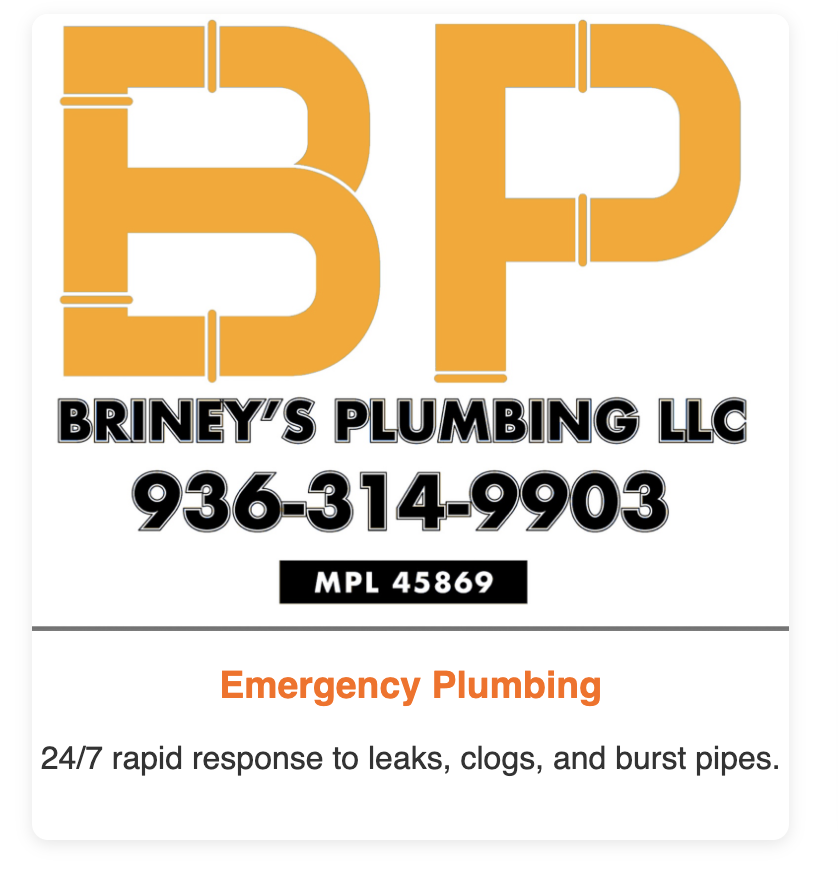 BP
BRINEY'S PLUMBING LLC
936-314-9903
MPL 45869
Emergency Plumbing
24/7 rapid response to leaks, clogs, and burst pipes.